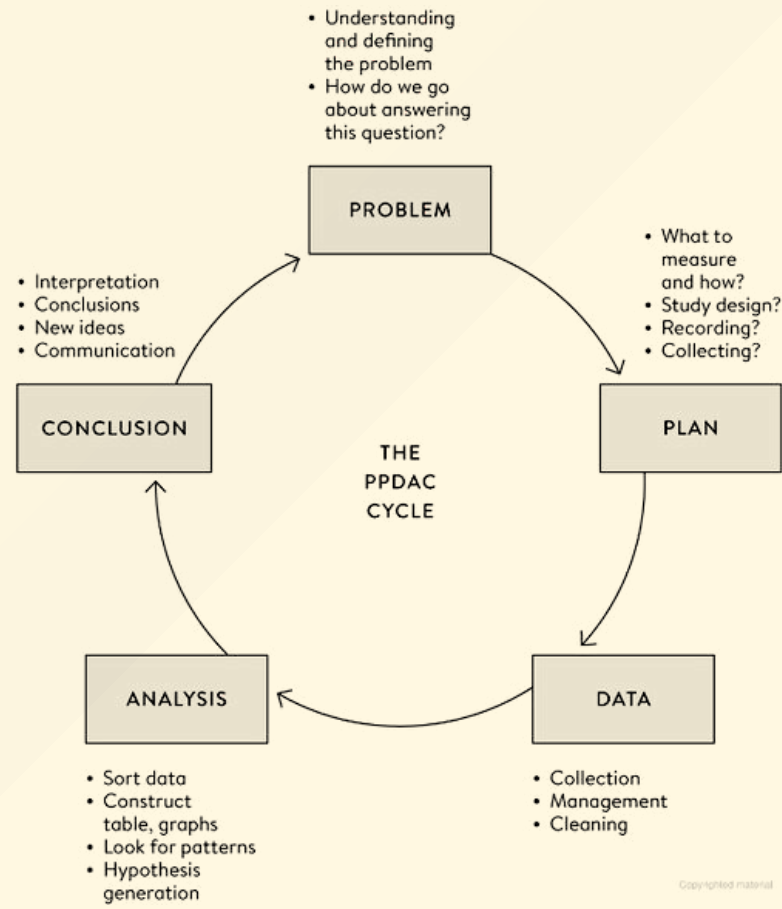 • Understanding
and defining
the problem
• How do we go
about answering
this question?
PROBLEM
• What to
measure
and how?
• Study design?
• Recording?
• Collecting?
PLAN
• Interpretation
• Conclusions
• New ideas
• Communication
CONCLUSION
THE
PPDAC
CYCLE
ANALYSIS
• Sort data
• Construct
table, graphs
• Look for patterns
• Hypothesis
generation
DATA
• Collection
• Management
• Cleaning
Copyrighted material